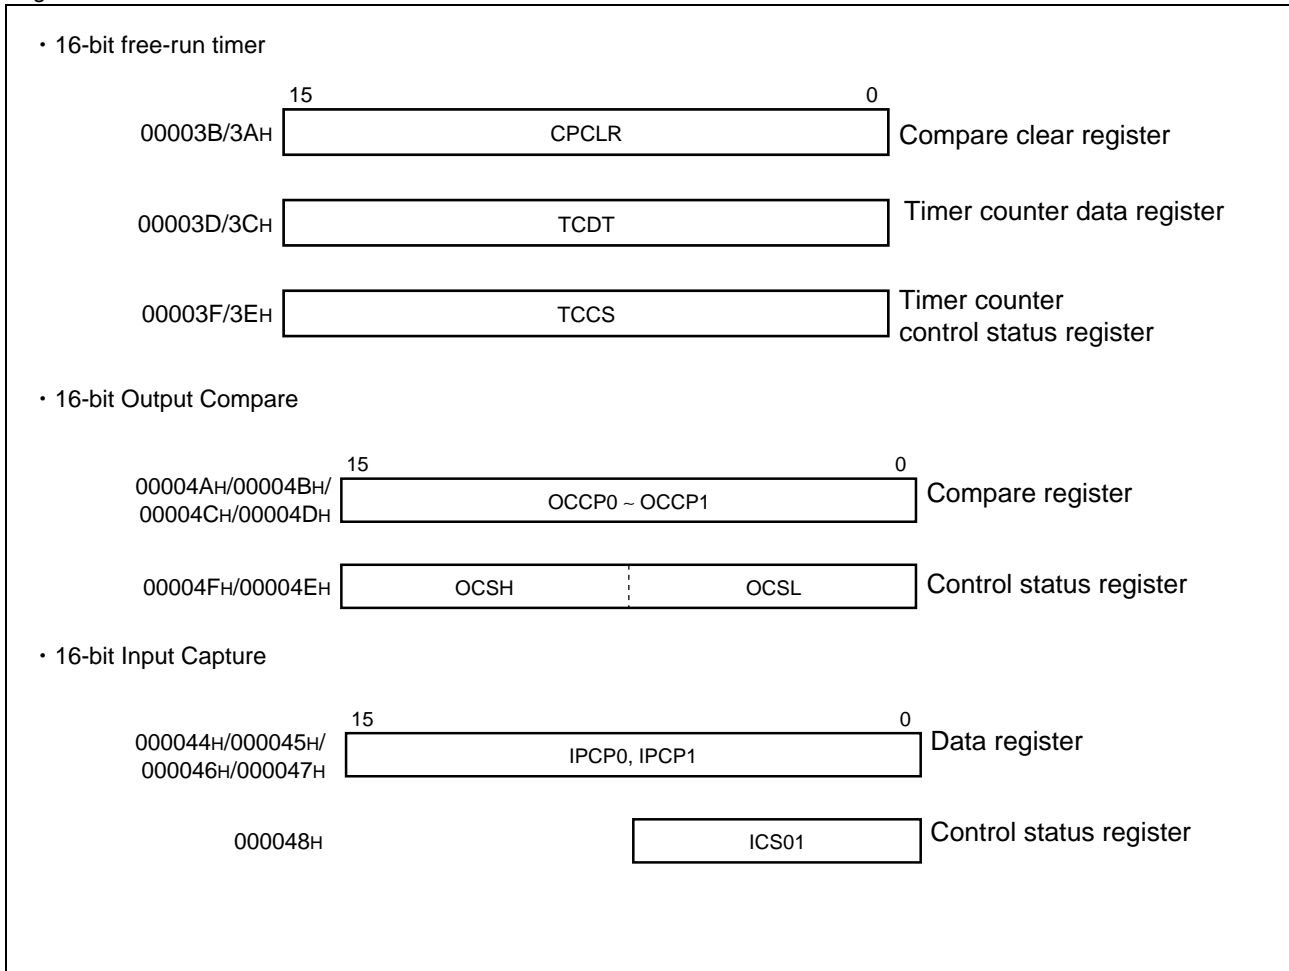 ・16-bit free-run timer
15 0
00003B/3AH CPCLR Compare clear register
00003D/3CH TCDT Timer counter data register
00003F/3EH TCCS Timer counter
control status register
・16-bit Output Compare
15 0
00004AH/00004BH/
00004CH/00004DH OCCP0 ~ OCCP1 Compare register
00004FH/00004EH OCSH OCSL Control status register
・16-bit Input Capture
15 0
000044H/000045H/
000046H/000047H IPCP0, IPCP1 Data register
000048H ICS01 Control status register